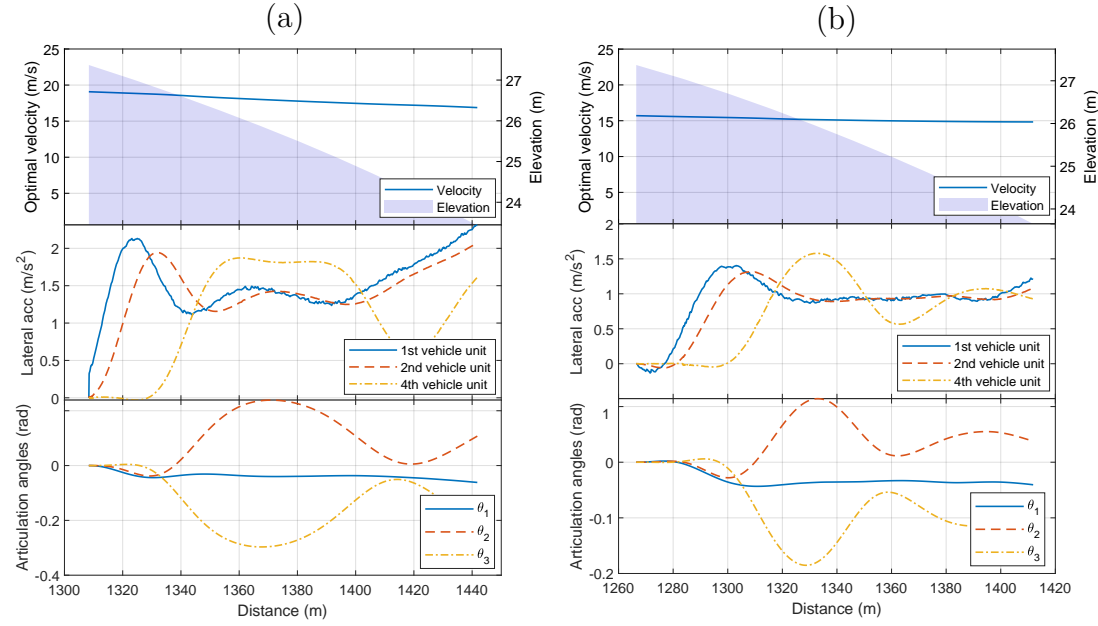 (a)
25
20
15
10
5
Optimal velocity (m/s)
27
26
25
24
Elevation (m)
Velocity
Elevation
2
1.5
1
0.5
0
Lateral acc (m/s²)
1st vehicle unit
2nd vehicle unit
4th vehicle unit
0
-0.2
-0.4
Articulation angles (rad)
θ1
θ2
θ3
1300 1320 1340 1360 1380 1400 1420 1440
Distance (m)
(b)
25
20
15
10
5
Optimal velocity (m/s)
27
26
25
24
Elevation (m)
Velocity
Elevation
2
1.5
1
0.5
0
Lateral acc (m/s²)
1st vehicle unit
2nd vehicle unit
4th vehicle unit
1
0
-0.1
-0.2
Articulation angles (rad)
θ1
θ2
θ3
1260 1280 1300 1320 1340 1360 1380 1400 1420
Distance (m)